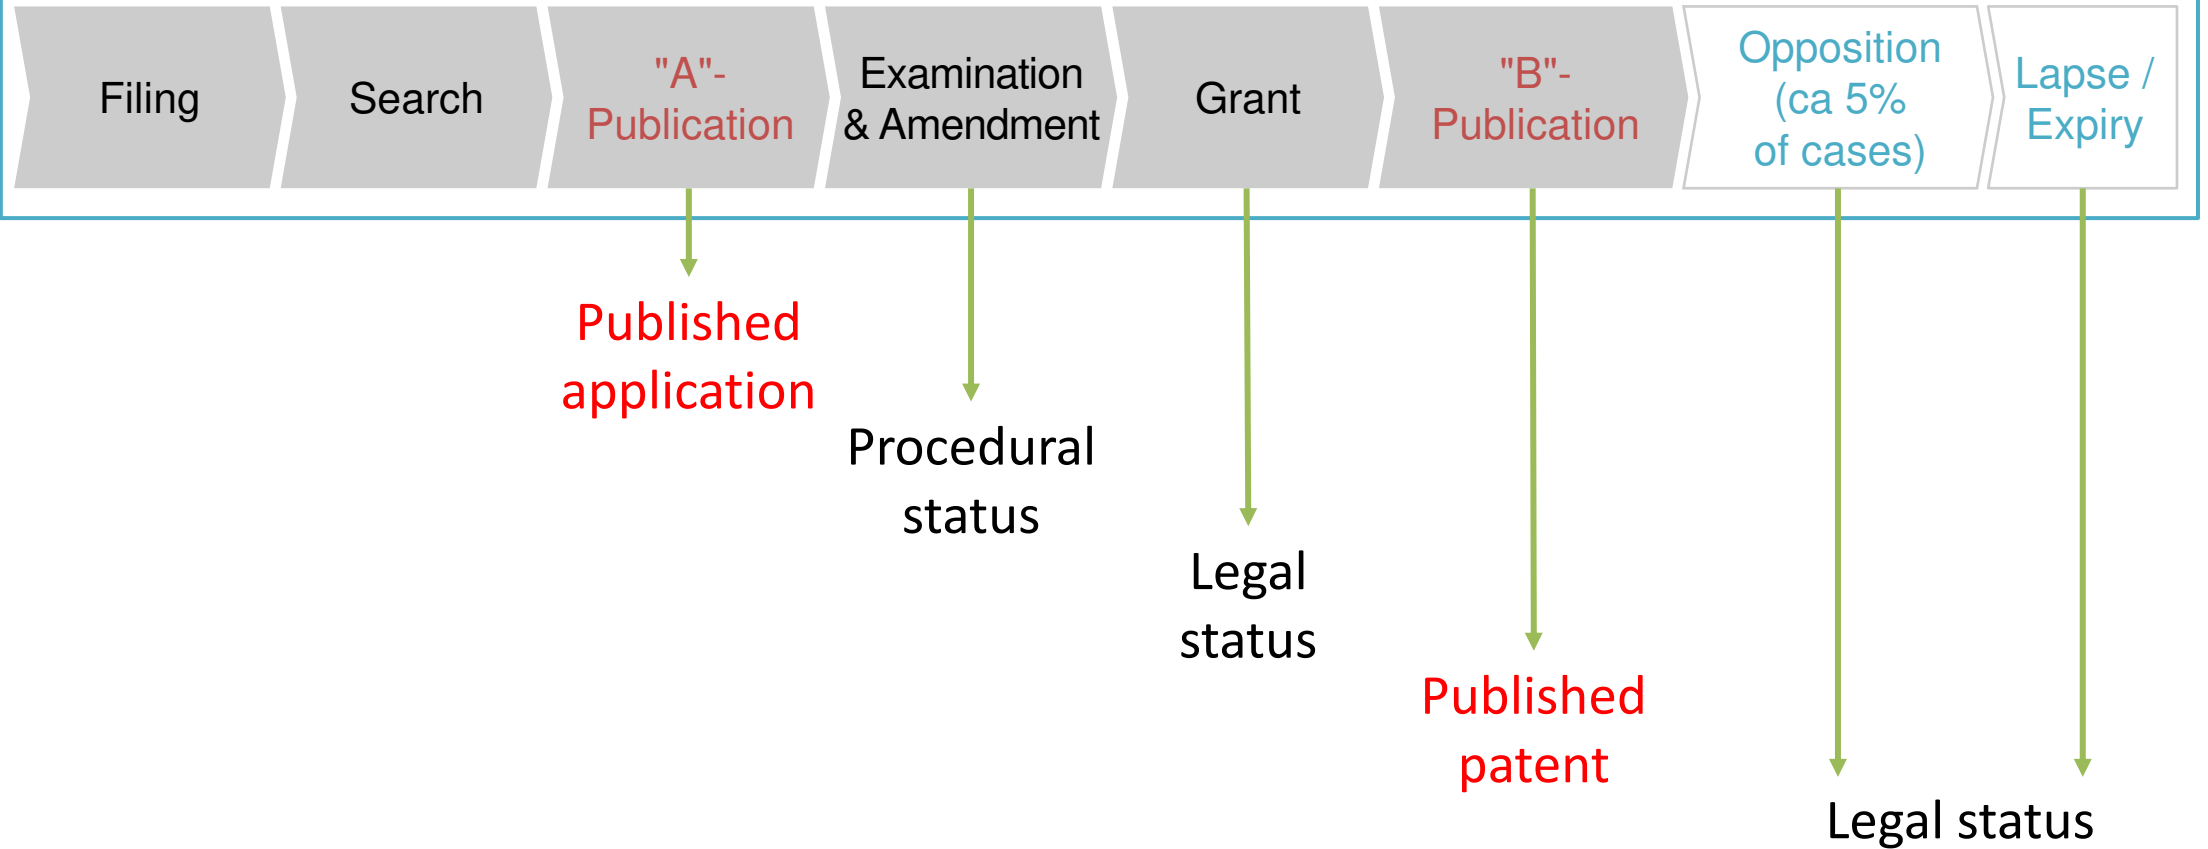 Filing
Search
"A"-
Publication
Examination
& Amendment
Grant
"B"-
Publication
Opposition
(ca 5%
of cases)
Lapse /
Expiry
Published
application
Procedural
status
Legal
status
Published
patent
Legal status